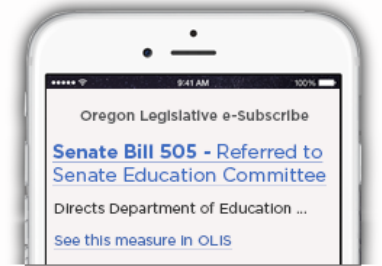 9:41 AM 100%
Oregon Legislative e-Subscribe
Senate Bill 505 - Referred to
Senate Education Committee
Directs Department of Education ...
See this measure in OLIS